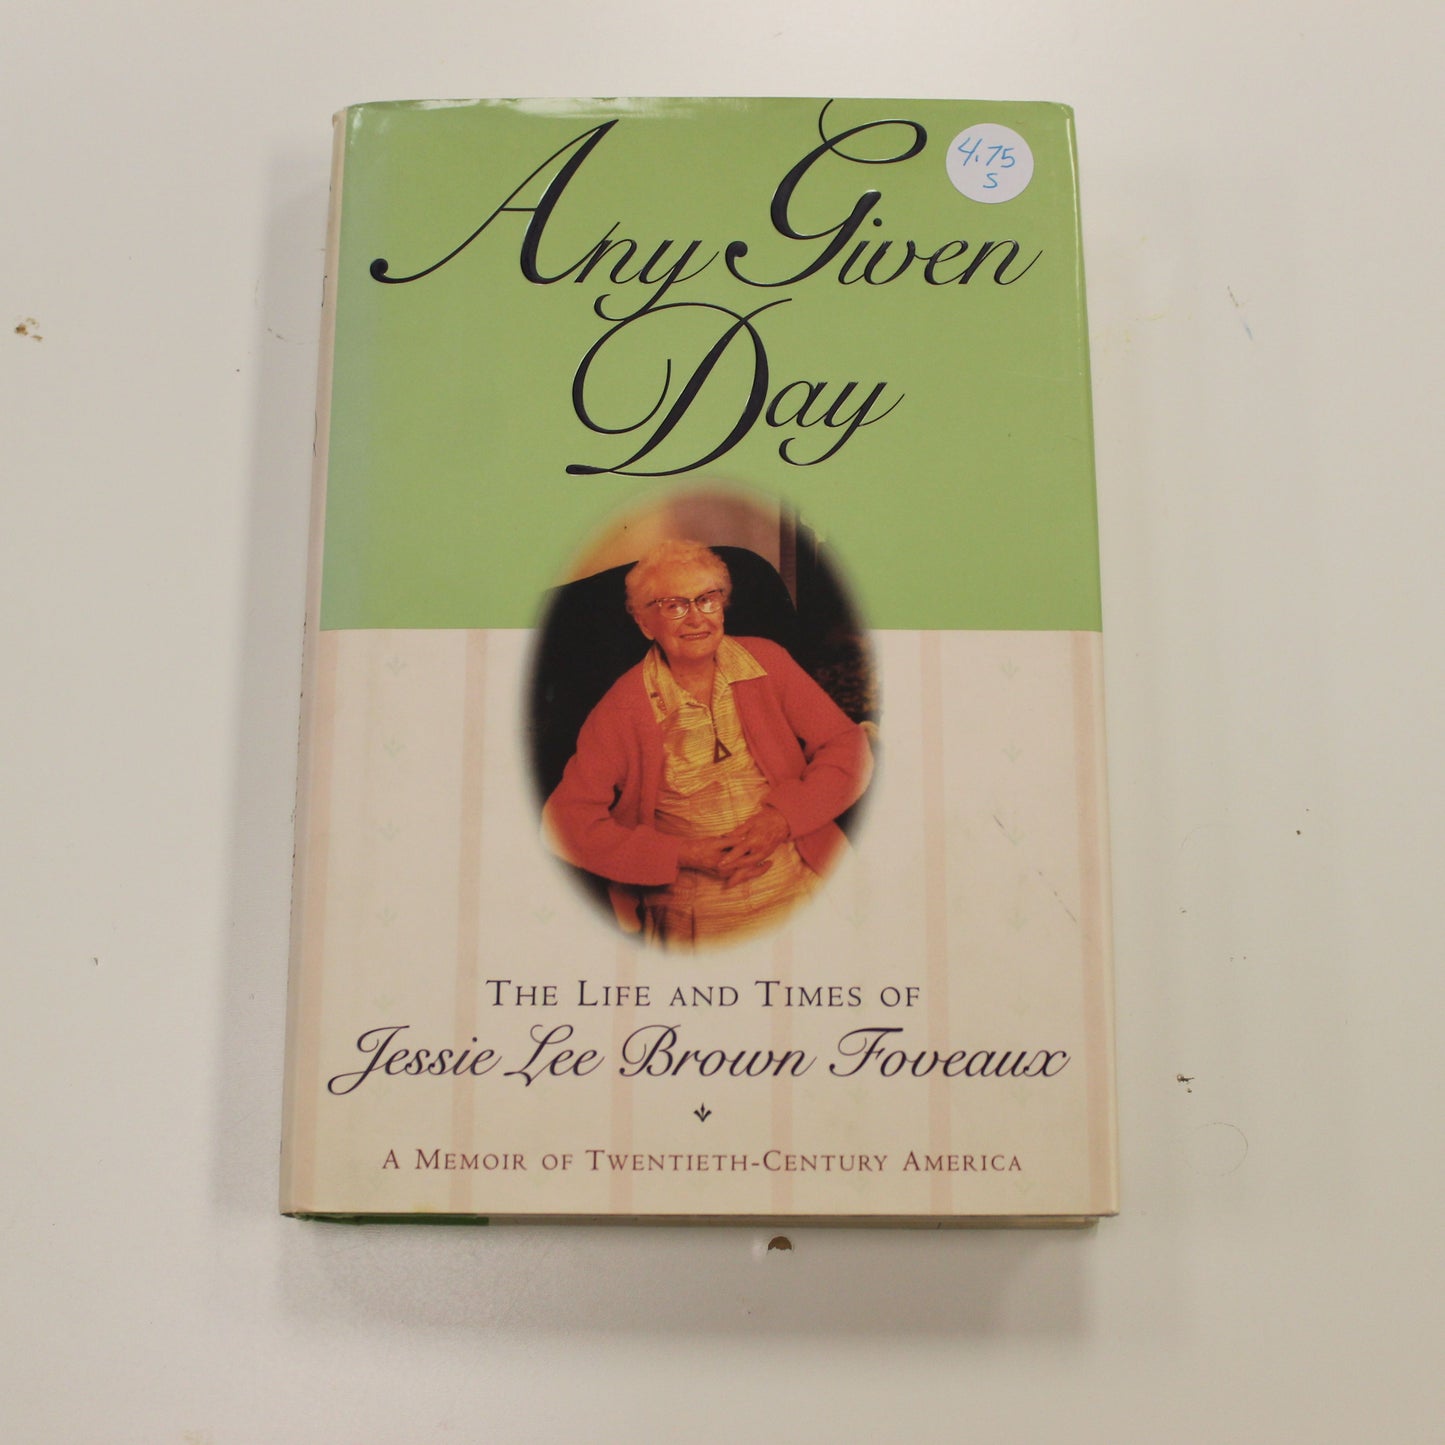 4.75
S
Any Given
Day
The Life and Times of
Jessie Lee Brown Foveaux
A Memoir of Twentieth-Century America